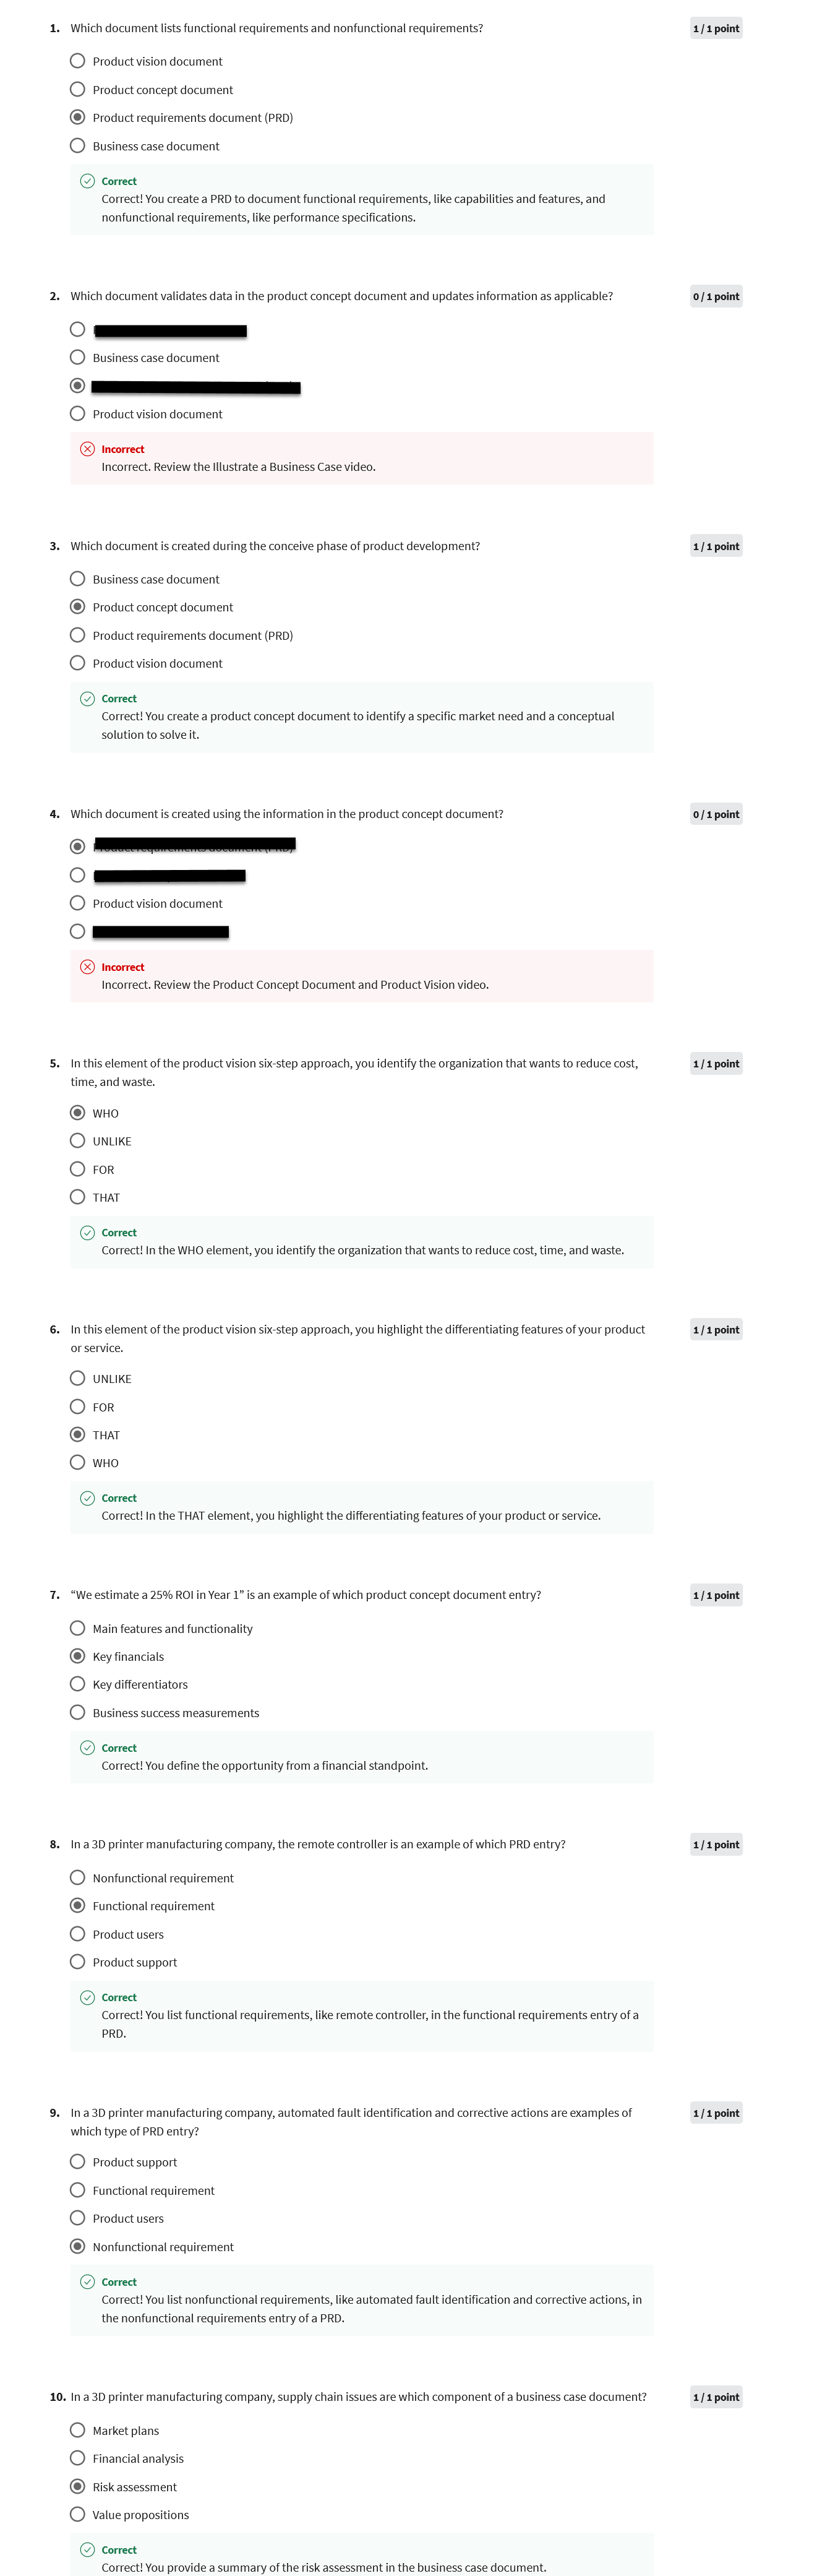 1. Which document lists functional requirements and nonfunctional requirements?
1 / 1 point
Product vision document
Product concept document
Product requirements document (PRD)
Business case document
Correct
Correct! You create a PRD to document functional requirements, like capabilities and features, and
nonfunctional requirements, like performance specifications.
2. Which document validates data in the product concept document and updates information as applicable?
0 / 1 point
Business case document
Product vision document
Incorrect
Incorrect. Review the Illustrate a Business Case video.
3. Which document is created during the conceive phase of product development?
1 / 1 point
Business case document
Product concept document
Product requirements document (PRD)
Product vision document
Correct
Correct! You create a product concept document to identify a specific market need and a conceptual
solution to solve it.
4. Which document is created using the information in the product concept document?
0 / 1 point
Product vision document
Incorrect
Incorrect. Review the Product Concept Document and Product Vision video.
5. In this element of the product vision six-step approach, you identify the organization that wants to reduce cost,
time, and waste.
1 / 1 point
WHO
UNLIKE
FOR
THAT
Correct
Correct! In the WHO element, you identify the organization that wants to reduce cost, time, and waste.
6. In this element of the product vision six-step approach, you highlight the differentiating features of your product
or service.
1 / 1 point
UNLIKE
FOR
THAT
WHO
Correct
Correct! In the THAT element, you highlight the differentiating features of your product or service.
7. “We estimate a 25% ROI in Year 1” is an example of which product concept document entry?
1 / 1 point
Main features and functionality
Key financials
Key differentiators
Business success measurements
Correct
Correct! You define the opportunity from a financial standpoint.
8. In a 3D printer manufacturing company, the remote controller is an example of which PRD entry?
1 / 1 point
Nonfunctional requirement
Functional requirement
Product users
Product support
Correct
Correct! You list functional requirements, like remote controller, in the functional requirements entry of a
PRD.
9. In a 3D printer manufacturing company, automated fault identification and corrective actions are examples of
which type of PRD entry?
1 / 1 point
Product support
Functional requirement
Product users
Nonfunctional requirement
Correct
Correct! You list nonfunctional requirements, like automated fault identification and corrective actions, in
the nonfunctional requirements entry of a PRD.
10. In a 3D printer manufacturing company, supply chain issues are which component of a business case document?
1 / 1 point
Market plans
Financial analysis
Risk assessment
Value propositions
Correct
Correct! You provide a summary of the risk assessment in the business case document.